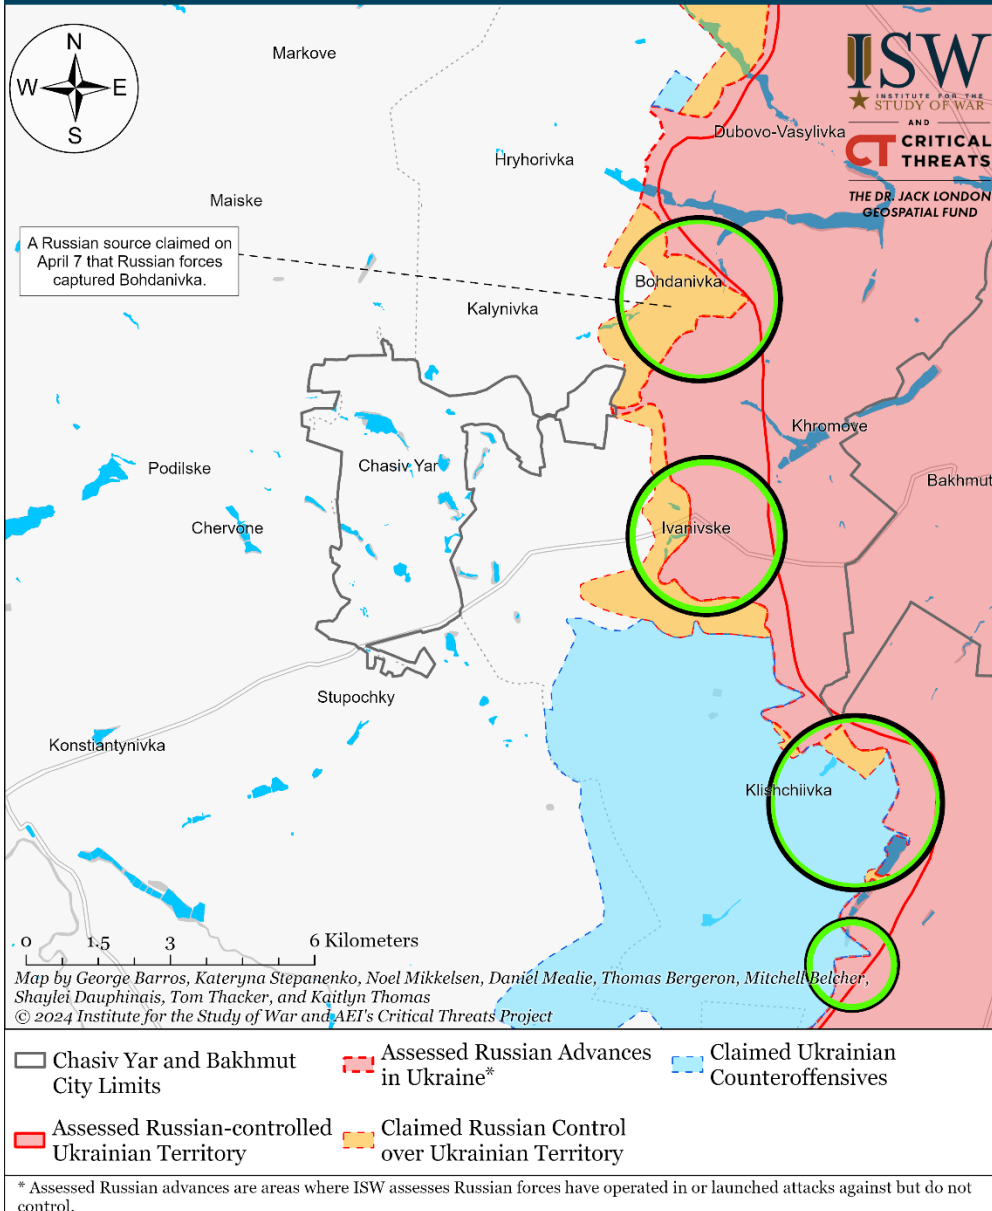 N
W
E
S
Markove
ISW
INSTITUTE FOR THE
STUDY OF WAR
AND
CT CRITICAL
THREATS
THE DR. JACK LONDON
GEOSPATIAL FUND
Dubovo-Vasylivka
Hryhorivka
Maiske
A Russian source claimed on
April 7 that Russian forces
captured Bohdanivka.
Bohdanivka
Kalynivka
Khromove
Podilske
Chasiv Yar
Bakhmut
Chervone
Ivanivske
Stupochky
Konstiantynivka
Klishchiivka
0 1.5 3 6 Kilometers
Map by George Barros, Kateryna Stepanenko, Noel Mikkelsen, Daniel Mealie, Thomas Bergeron, Mitchell Belcher,
Shaylei Dauphinais, Tom Thacker, and Kaitlyn Thomas
© 2024 Institute for the Study of War and AEI's Critical Threats Project
Chasiv Yar and Bakhmut
City Limits
Assessed Russian Advances
in Ukraine*
Claimed Ukrainian
Counteroffensives
Assessed Russian-controlled
Ukrainian Territory
Claimed Russian Control
over Ukrainian Territory
* Assessed Russian advances are areas where ISW assesses Russian forces have operated in or launched attacks against but do not
control.